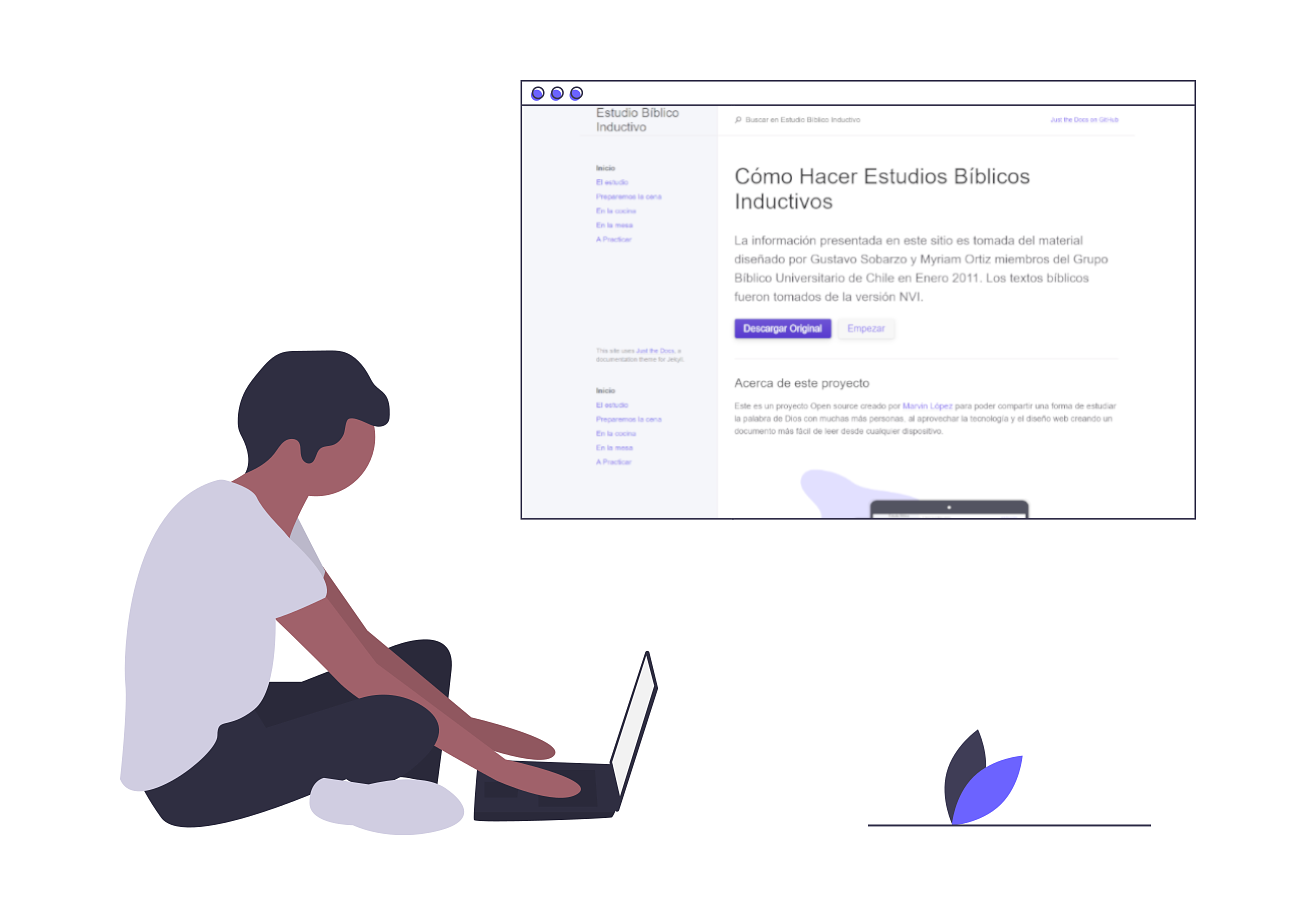 Estudio Bíblico
Inductivo
Inicio
El estudio
Preparemos la cena
En la cocina
En la mesa
A Practicar
This site uses Just the Docs, a
documentation theme for Jekyll.
Inicio
El estudio
Preparemos la cena
En la cocina
En la mesa
A Practicar
Buscar en Estudio Bíblico Inductivo
Just the Docs on GitHub
Cómo Hacer Estudios Bíblicos
Inductivos
La información presentada en este sitio es tomada del material
diseñado por Gustavo Sobarzo y Myriam Ortiz miembros del Grupo
Bíblico Universitario de Chile en Enero 2011. Los textos bíblicos
fueron tomados de la versión NVI.
Descargar Original
Empezar
Acerca de este proyecto
Este es un proyecto Open source creado por Marvin López para poder compartir una forma de estudiar
la palabra de Dios con muchas más personas, al aprovechar la tecnología y el diseño web creando un
documento más fácil de leer desde cualquier dispositivo.